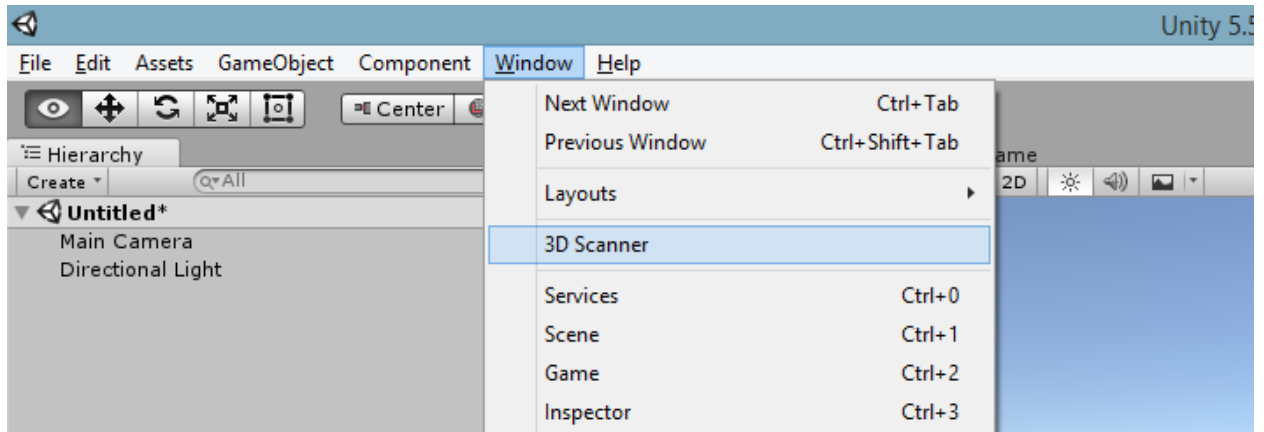 Unity 5.5
File Edit Assets GameObject Component Window Help
Center
Next Window Ctrl+Tab
Previous Window Ctrl+Shift+Tab
Layouts
3D Scanner
Services Ctrl+0
Scene Ctrl+1
Game Ctrl+2
Inspector Ctrl+3
Hierarchy
Create All
Untitled*
Main Camera
Directional Light
ame
2D